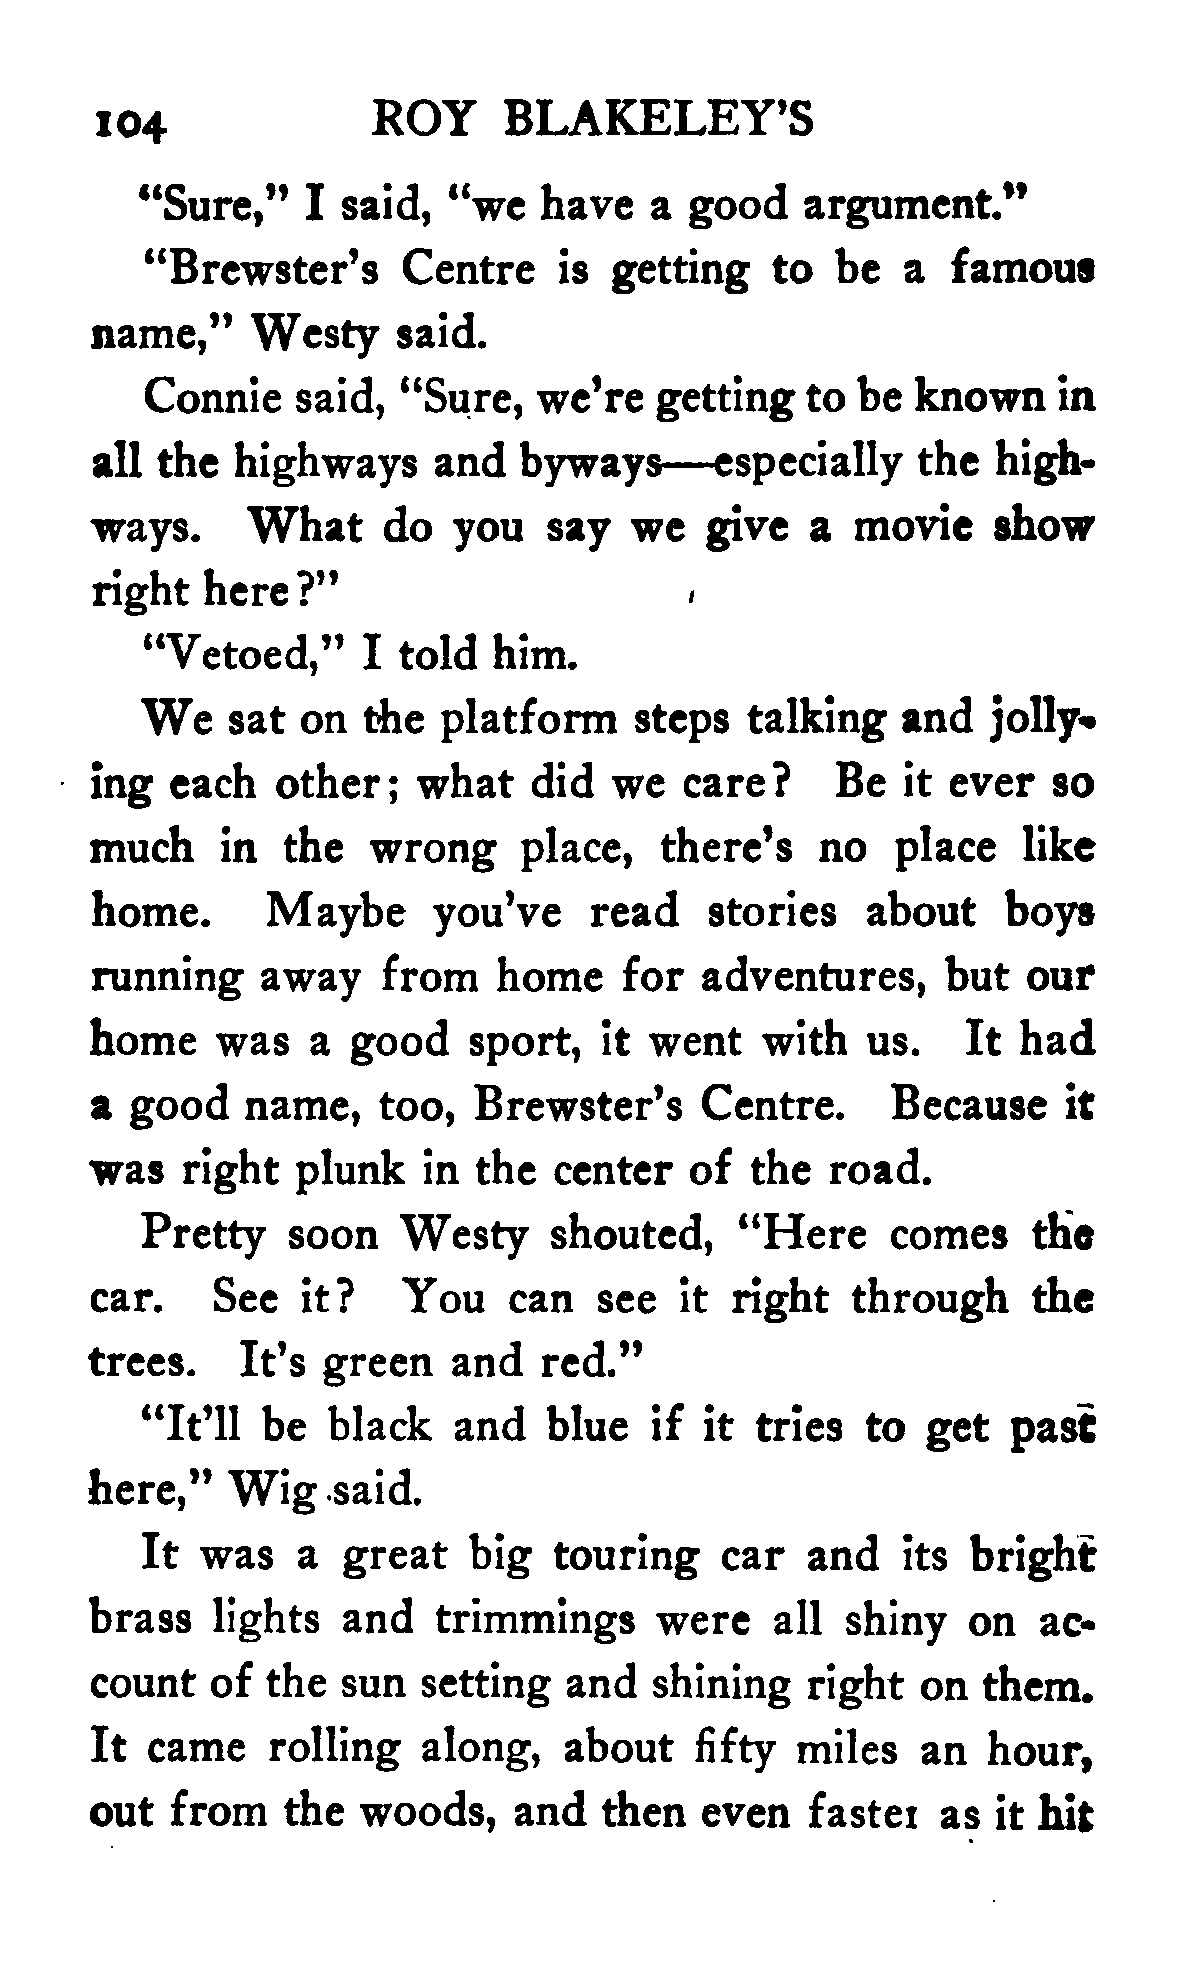 104 ROY BLAKELEY'S
"Sure," I said, "we have a good argument."
"Brewster's Centre is getting to be a famous
name," Westy said.
Connie said, "Sure, we're getting to be known in
all the highways and byways—especially the high-
ways. What do you say we give a movie show
right here?"
"Vetoed," I told him.
We sat on the platform steps talking and jolly-
ing each other; what did we care? Be it ever so
much in the wrong place, there's no place like
home. Maybe you've read stories about boys
running away from home for adventures, but our
home was a good sport, it went with us. It had
a good name, too, Brewster's Centre. Because it
was right plunk in the center of the road.
Pretty soon Westy shouted, "Here comes the
car. See it? You can see it right through the
trees. It's green and red."
"It'll be black and blue if it tries to get past
here," Wig said.
It was a great big touring car and its bright
brass lights and trimmings were all shiny on ac-
count of the sun setting and shining right on them.
It came rolling along, about fifty miles an hour,
out from the woods, and then even faster as it hit